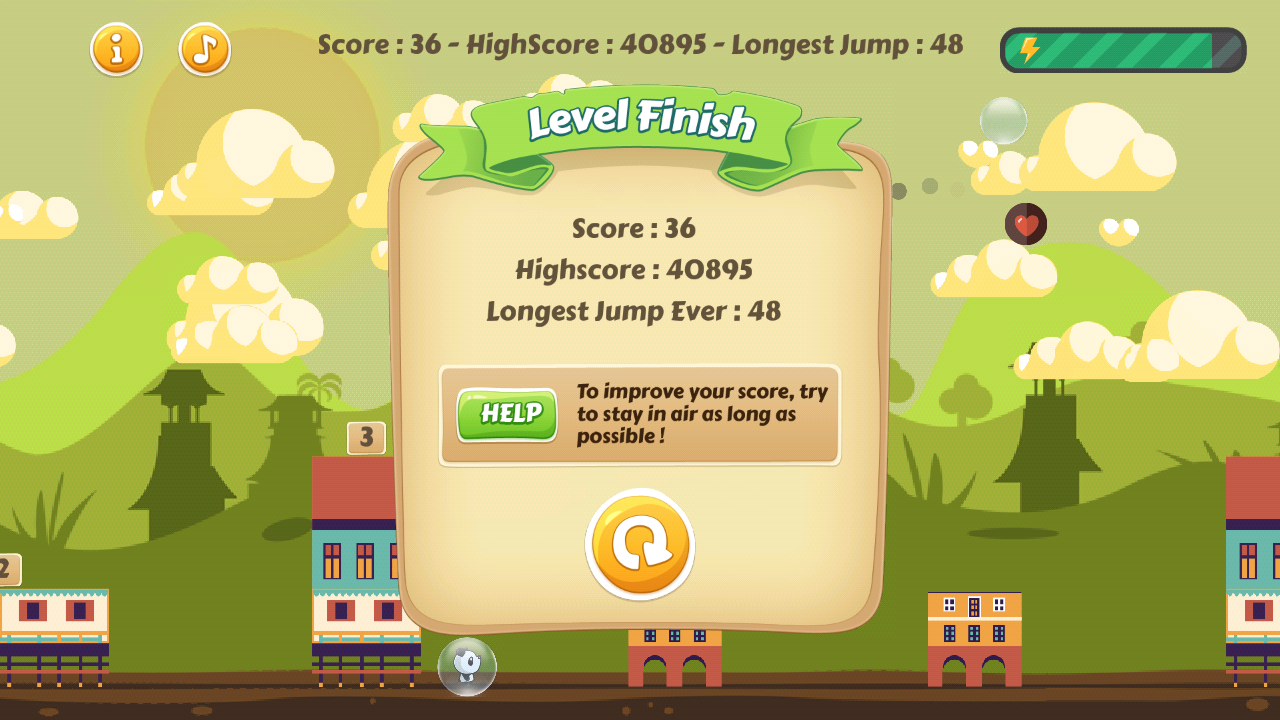 Score : 36 - HighScore : 40895 - Longest Jump : 48
Level Finish
Score : 36
Highscore : 40895
Longest Jump Ever : 48
HELP
To improve your score, try
to stay in air as long as
possible !
3
2